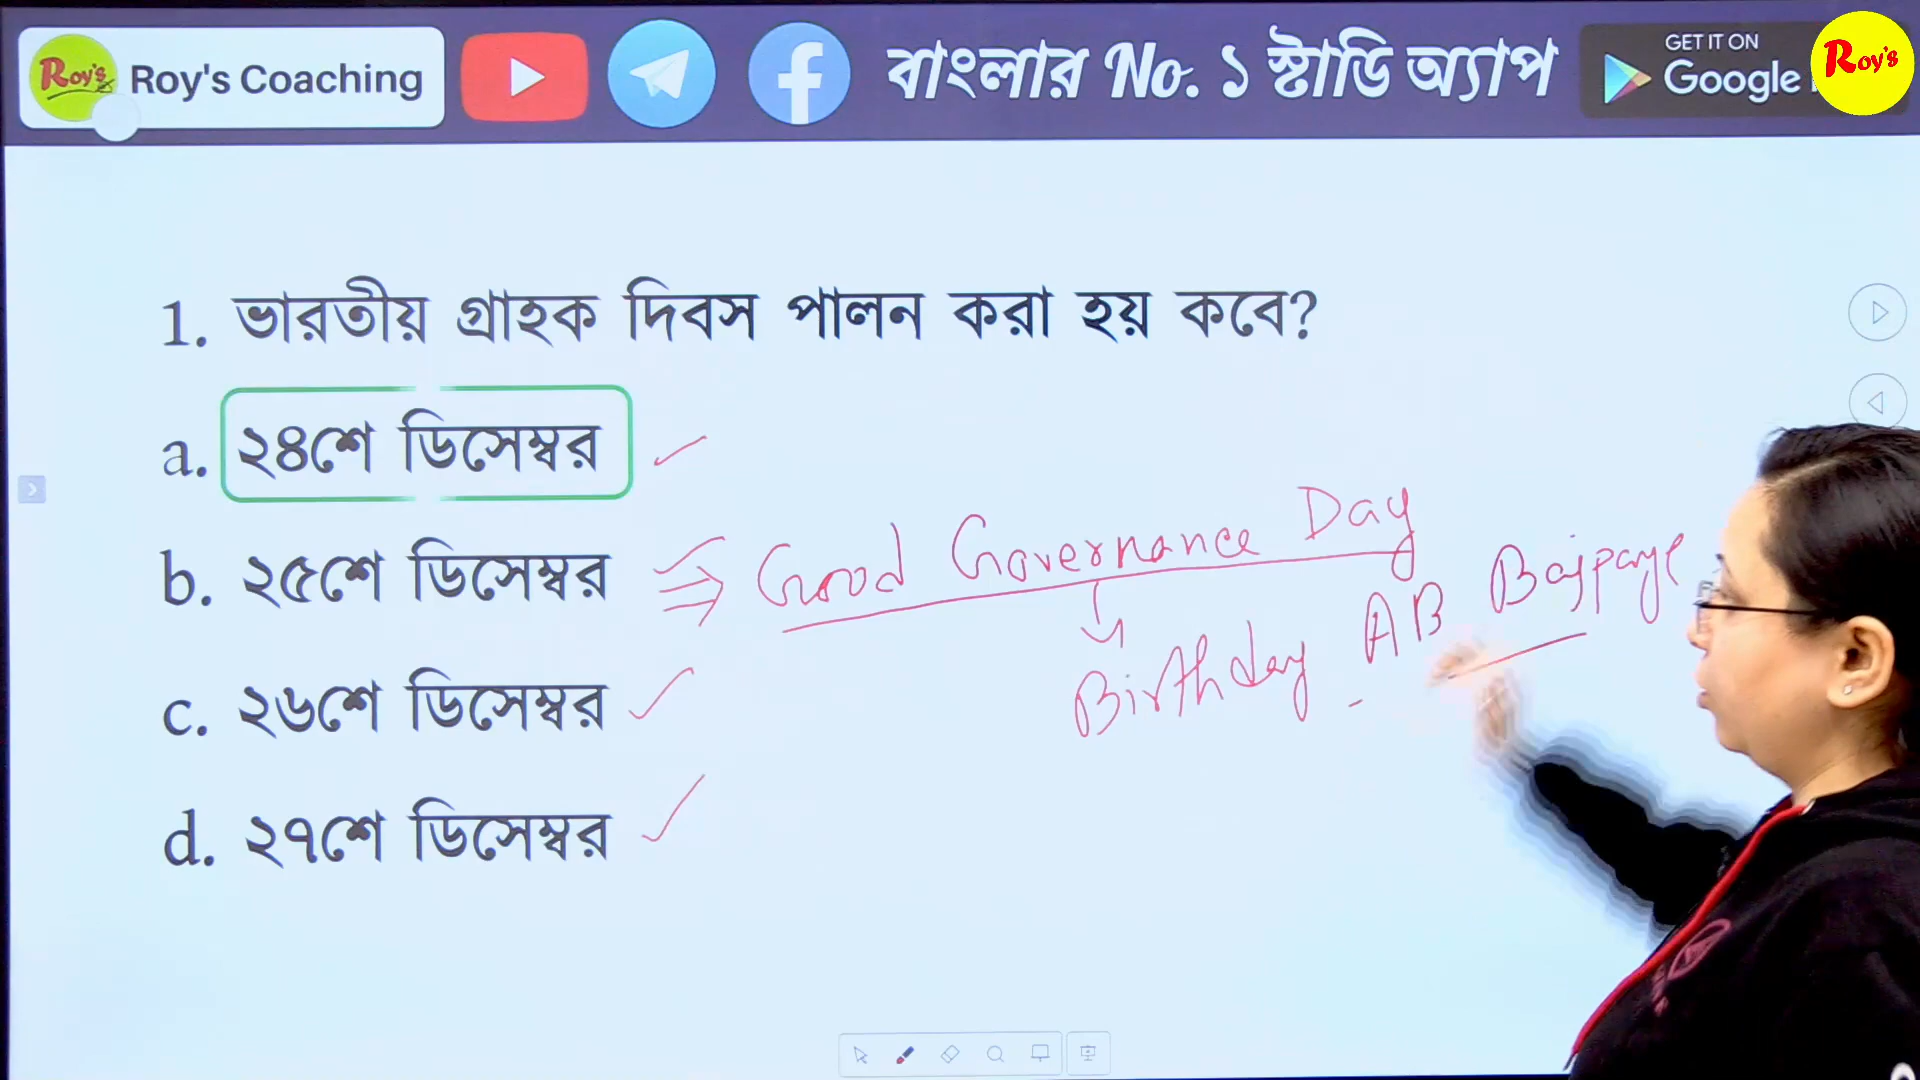 Roy's Roy's Coaching বাংলার No. ১ স্টাডি অ্যাপ GET IT ON Google Roy's
1. ভারতীয় গ্রাহক দিবস পালন করা হয় কবে?
a. ২৪শে ডিসেম্বর
b. ২৫শে ডিসেম্বর Good Governance Day
Birthday AB Bajpaye
c. ২৬শে ডিসেম্বর
d. ২৭শে ডিসেম্বর